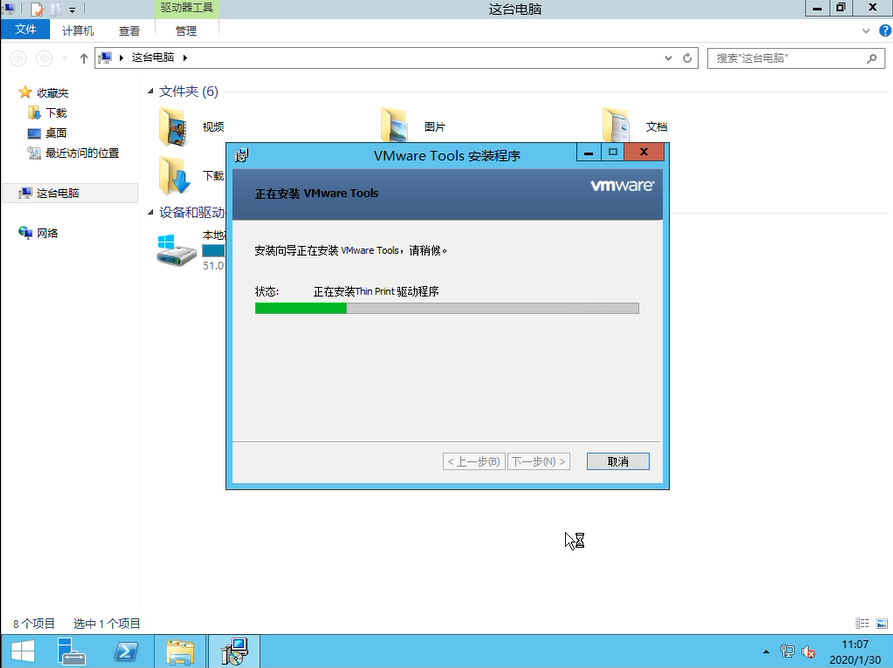 驱动器工具
这台电脑
文件
计算机
查看
管理
这台电脑
搜索"这台电脑"
收藏夹
下载
桌面
最近访问的位置
这台电脑
网络
文件夹 (6)
视频
图片
文档
下载
设备和驱动
本地
51.0
VMware Tools 安装程序
正在安装 VMware Tools
vmware
安装向导正在安装 VMware Tools，请稍候。
状态: 正在安装Thin Print 驱动程序
< 上一步(B)
下一步(N) >
取消
8 个项目
选中 1 个项目
11:07
2020/1/30